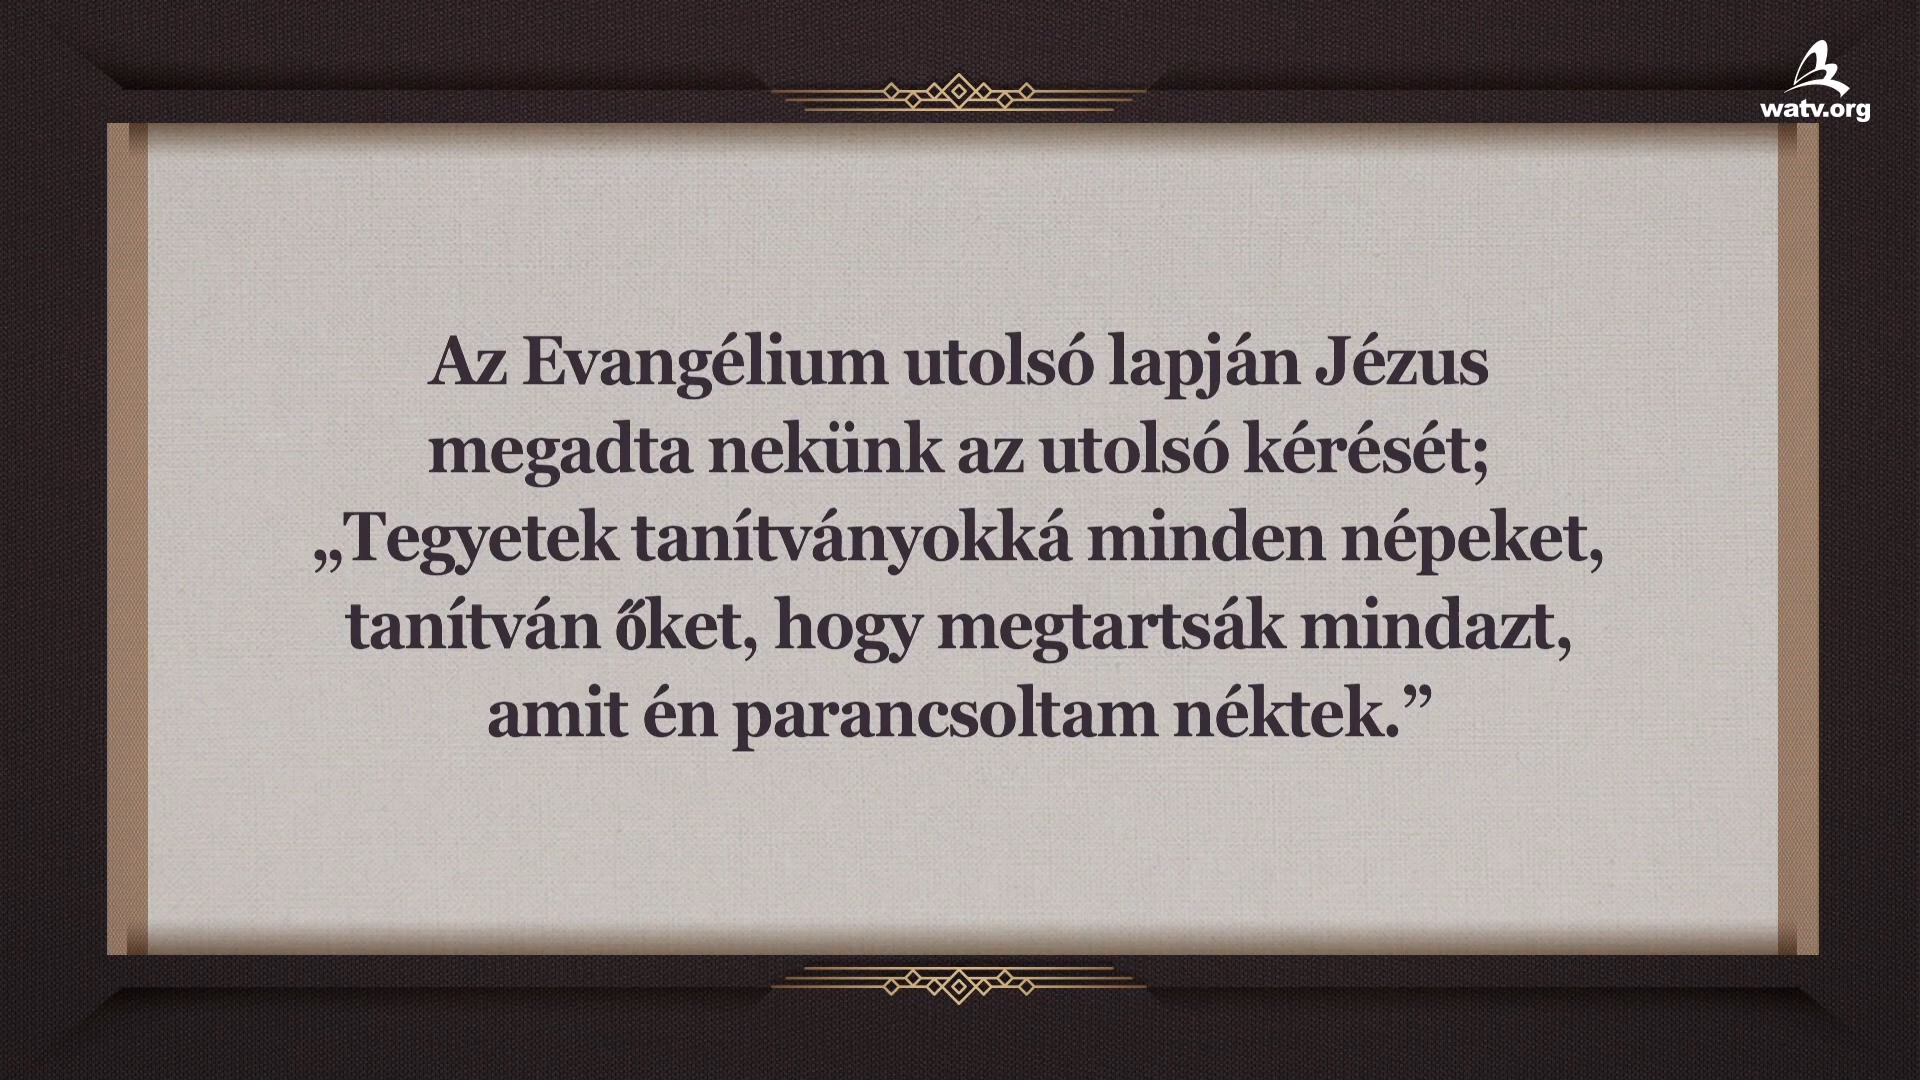 watv.org
Az Evangélium utolsó lapján Jézus
megadta nekünk az utolsó kérését;
„Tegyetek tanítványokká minden népeket,
tanítván őket, hogy megtartsák mindazt,
amit én parancsoltam néktek.”